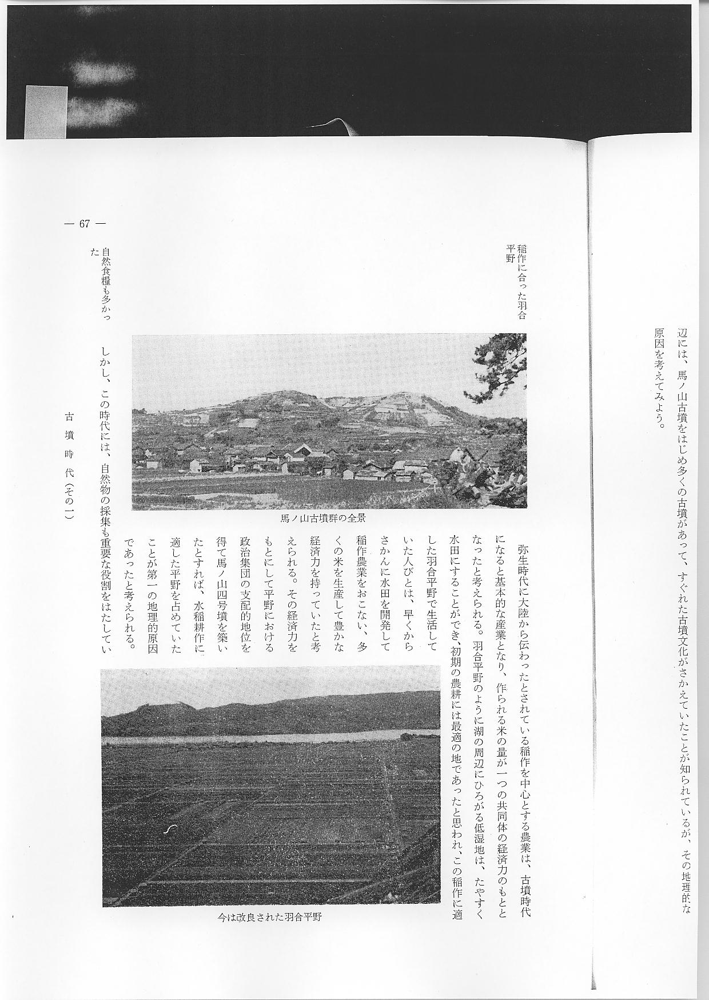 辺には、馬ノ山古墳をはじめ多くの古墳があって、すぐれた古墳文化がさかえていたことが知られているが、その地理的な
原因を考えてみよう。
稲作に合った羽合
平野
弥生時代に大陸から伝わったとされている稲作を中心とする農業は、古墳時代
になると基本的な産業となり、作られる米の量が一つの共同体の経済力のもとと
なったと考えられる。羽合平野のように湖の周辺にひろがる低湿地は、たやすく
水田にすることができ、初期の農耕には最適の地であったと思われ、この稲作に適
した羽合平野で生活して
いた人びとは、早くから
さかんに水田を開発して
稲作農業をおこない、多
くの米を生産して豊かな
経済力を持っていたと考
えられる。その経済力を
もとにして平野における
政治集団の支配的地位を
得て馬ノ山四号墳を築い
たとすれば、水稲耕作に
適した平野を占めていた
ことが第一の地理的原因
であったと考えられる。
馬ノ山古墳群の全景
今は改良された羽合平野
自然食糧も多かっ
た
しかし、この時代には、自然物の採集も重要な役割をはたしてい
古墳時代(その一)
— 67 —